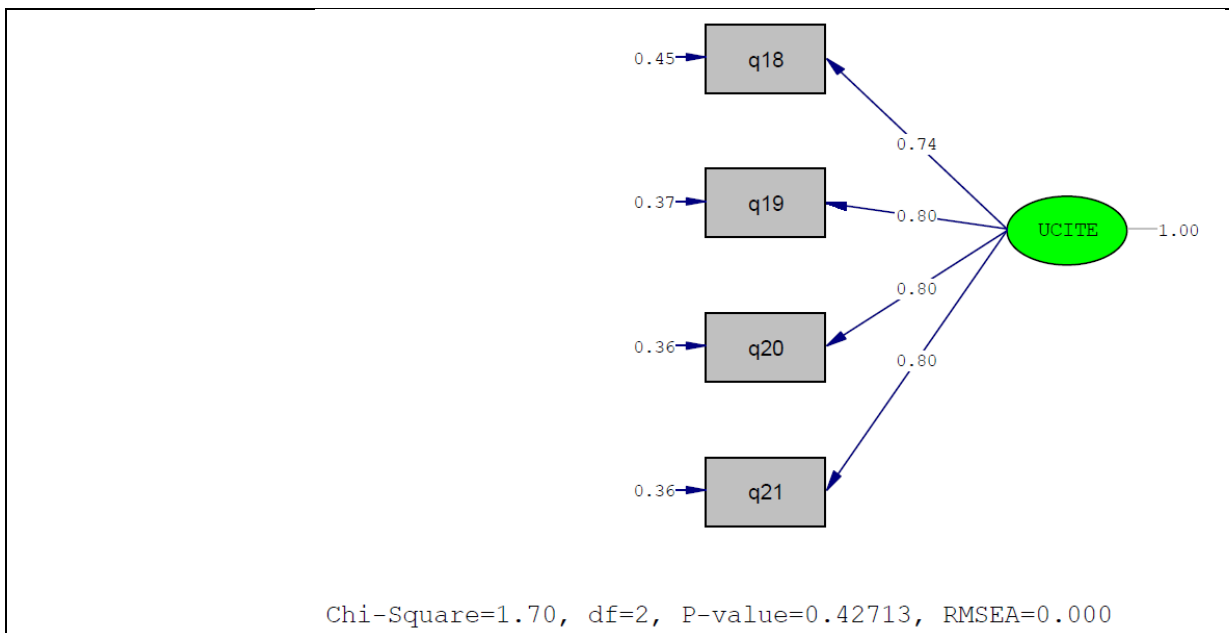 0.45 q18
0.74
0.37 q19 0.80
UCITE 1.00
0.80
0.36 q20
0.80
0.36 q21
Chi-Square=1.70, df=2, P-value=0.42713, RMSEA=0.000